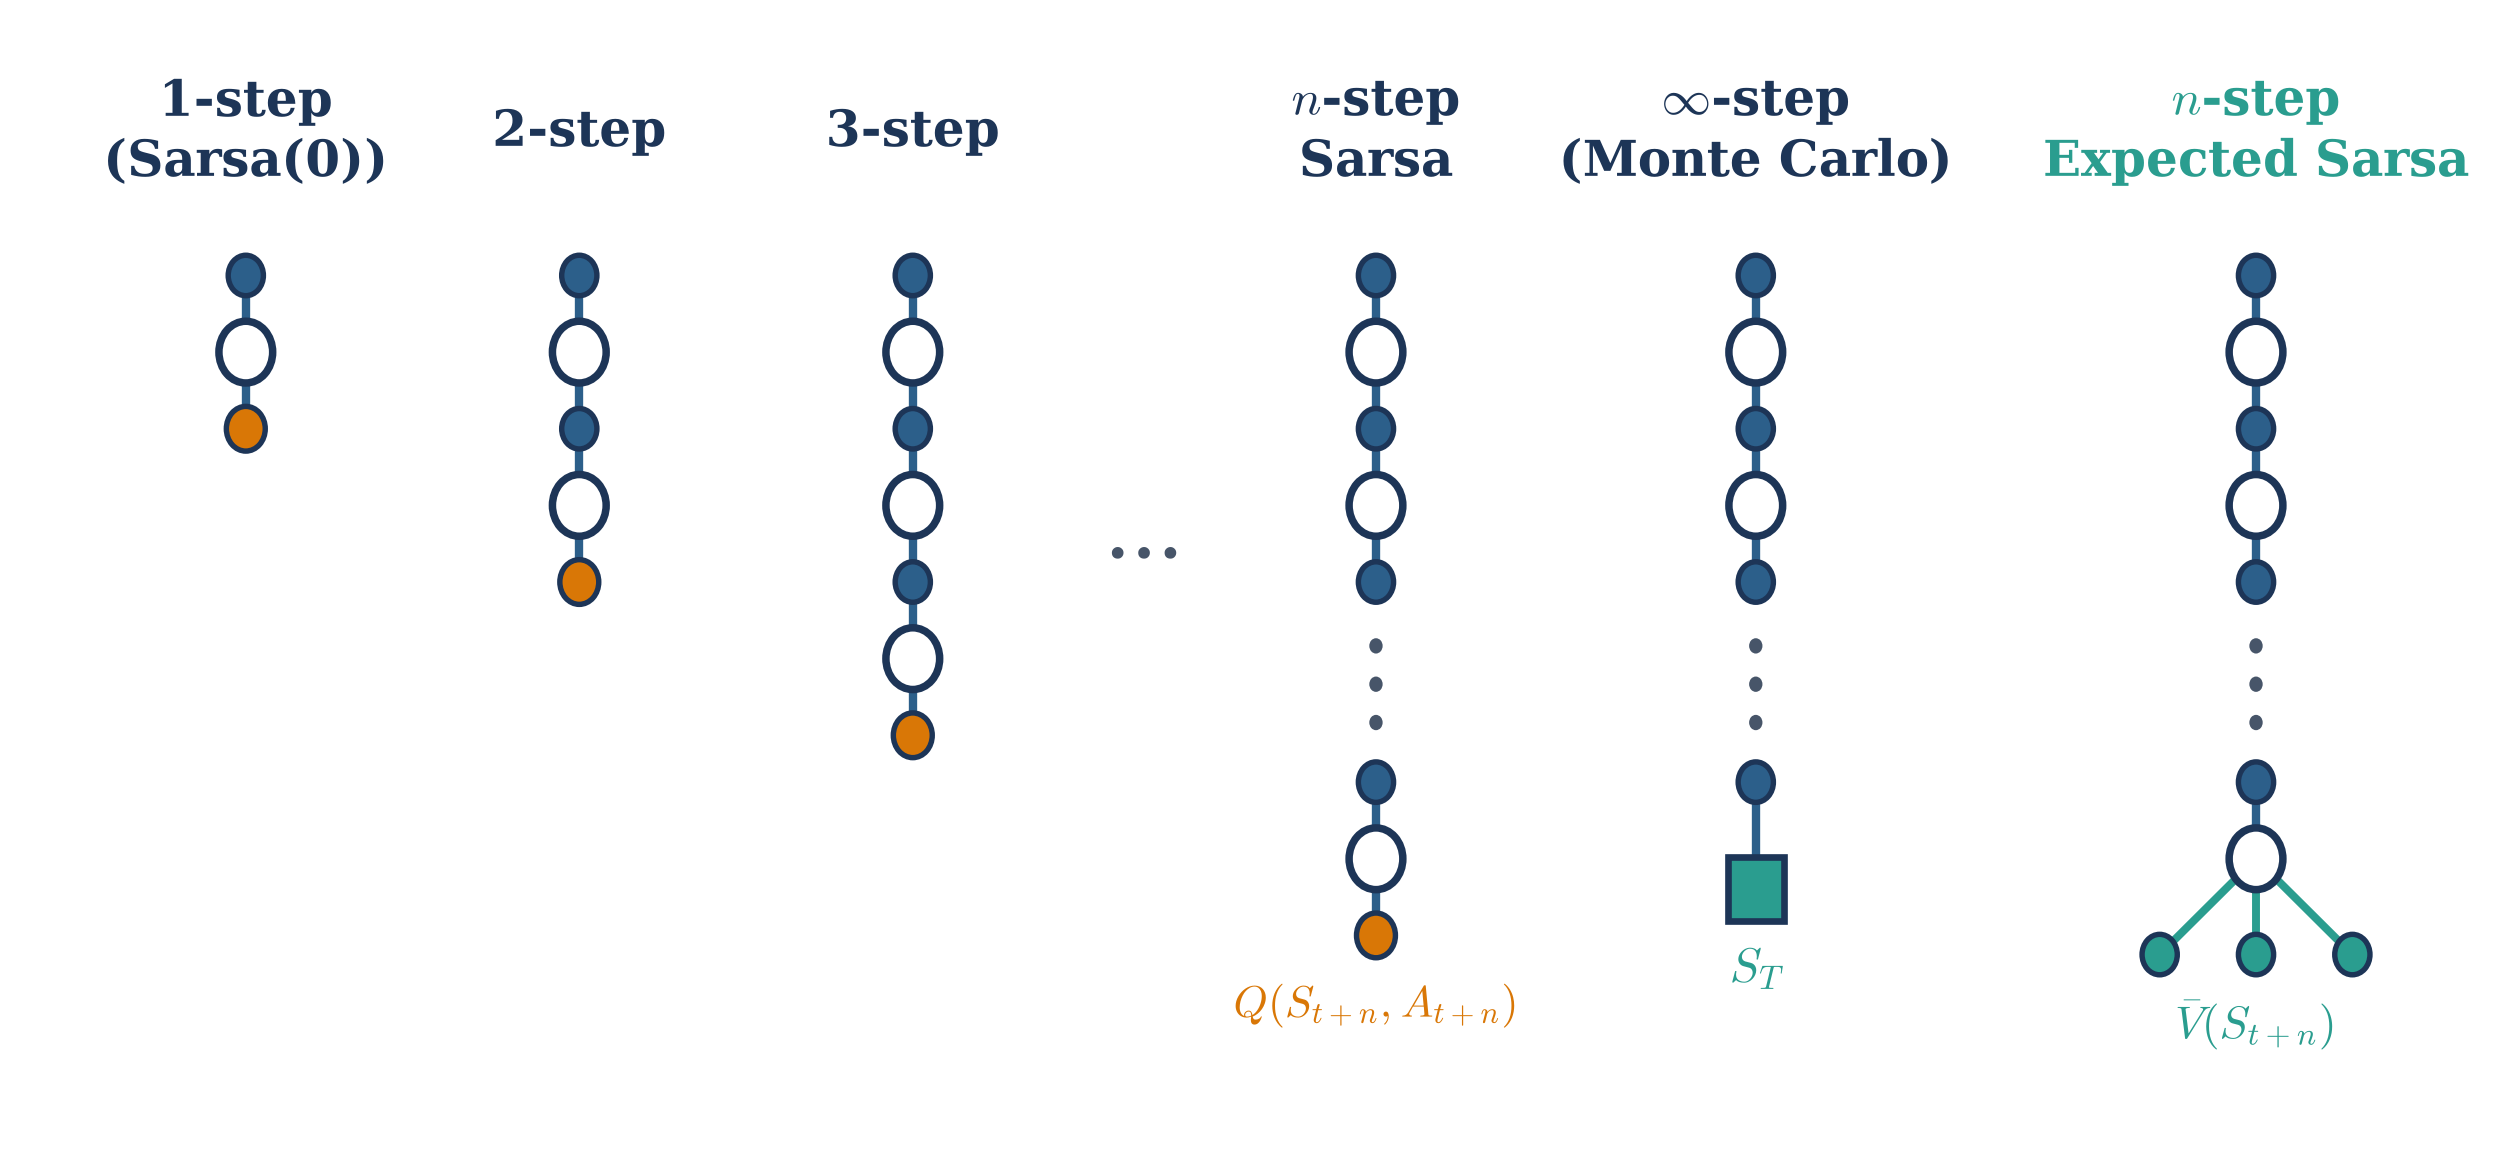 1-step
(Sarsa(0))
2-step
3-step
n-step
Sarsa
∞-step
(Monte Carlo)
n-step
Expected Sarsa
...
S_T
Q(S_{t+n}, A_{t+n})
V̅(S_{t+n})